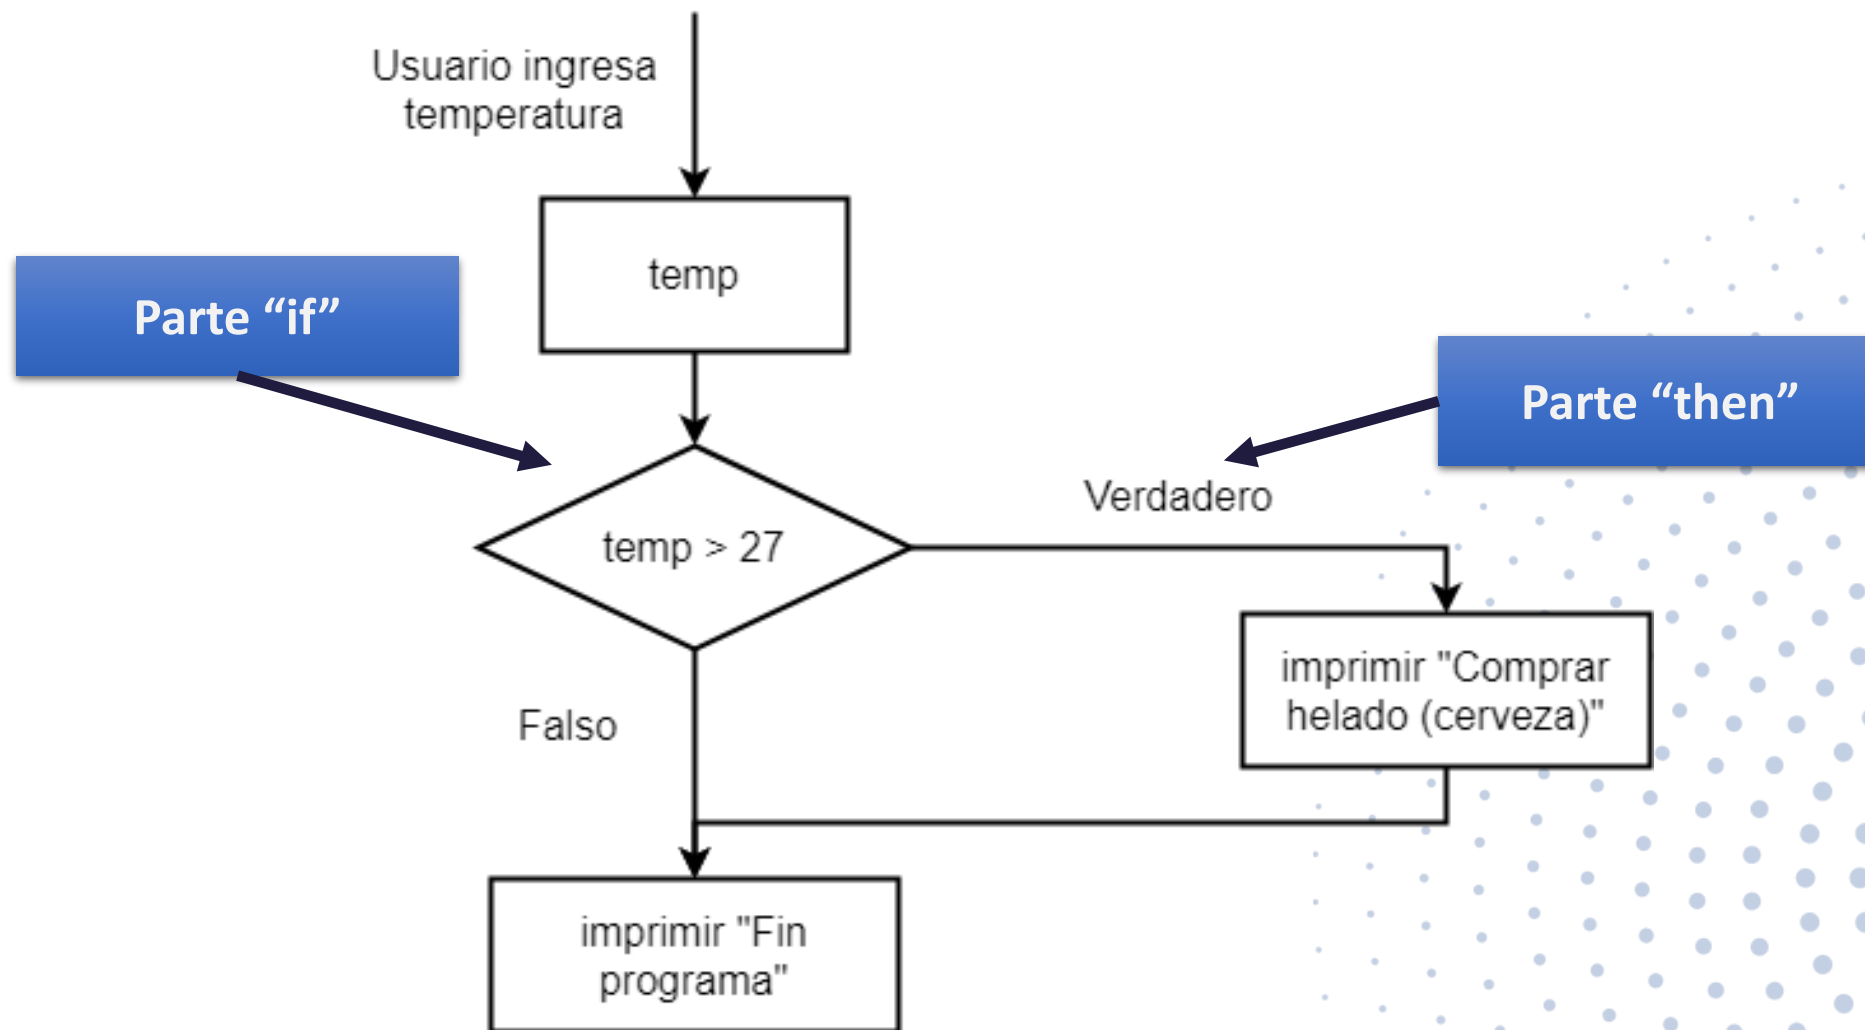 Usuario ingresa
temperatura
temp
Parte “if”
Parte “then”
Verdadero
temp > 27
imprimir "Comprar
helado (cerveza)"
Falso
imprimir "Fin
programa"